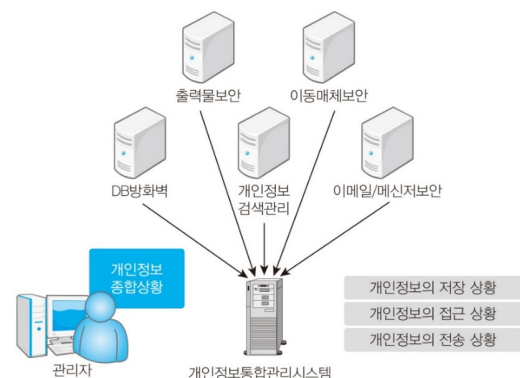 출력물보안
이동매체보안
DB방화벽
개인정보
검색관리
이메일/메신저보안
개인정보
종합상황
개인정보의 저장 상황
개인정보의 접근 상황
개인정보의 전송 상황
관리자
개인정보통합관리시스템